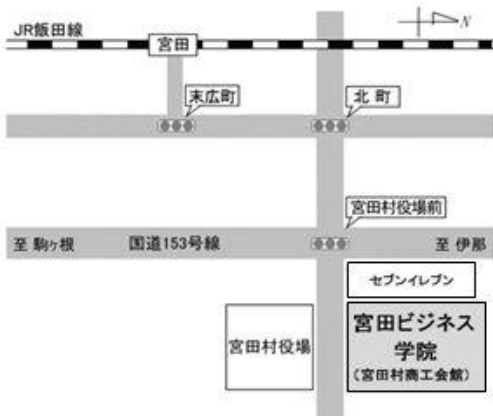 JR飯田線
N
宮田
末広町
北町
宮田村役場前
至 駒ヶ根
国道153号線
至 伊那
セブンイレブン
宮田村役場
宮田ビジネス
学院
(宮田村商工会館)